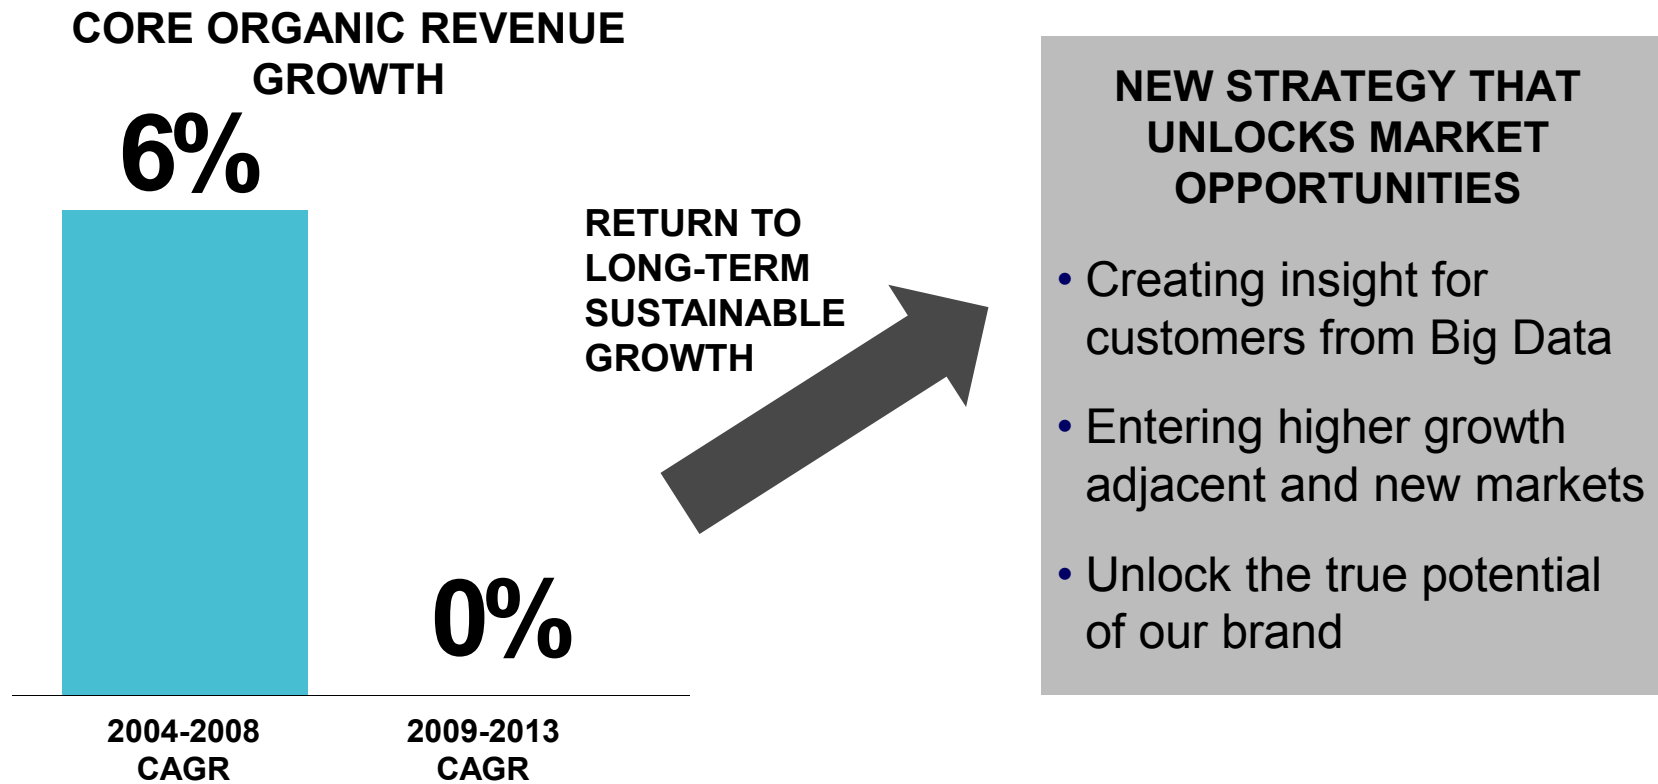 CORE ORGANIC REVENUE
GROWTH
6%
0%
2004-2008
CAGR
2009-2013
CAGR
RETURN TO
LONG-TERM
SUSTAINABLE
GROWTH
NEW STRATEGY THAT
UNLOCKS MARKET
OPPORTUNITIES
• Creating insight for
customers from Big Data
• Entering higher growth
adjacent and new markets
• Unlock the true potential
of our brand